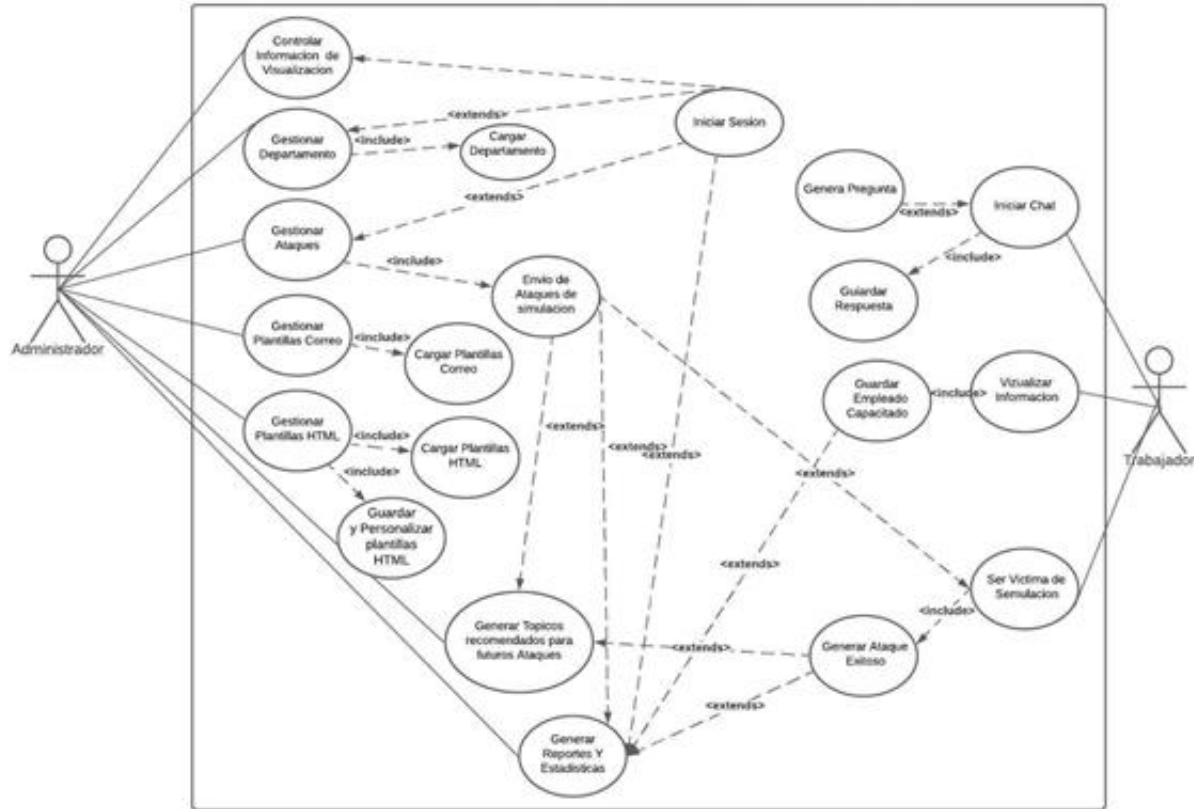 Controlar
Informacion de
Visualizacion
<extends>
Iniciar Sesion
Gestionar
Departamento
<include>
Cargar
Departamento
Genera Pregunta
<extends>
Iniciar Chat
<extends>
Gestionar
Ataques
<include>
Envio de
Ataques de
simulacion
<include>
Guiardar
Respuesta
Administrador
Gestionar
Plantillas Correo
<include>
Cargar Plantillas
Correo
Guardar
Empleado
Capacitado
<include>
Vizualizar
Informacion
Trabajador
Gestionar
Plantillas HTML
<include>
Cargar Plantillas
HTML
<extends>
<extends>
<extends>
<extends>
<include>
Guardar
y Personalizar
plantillas
HTML
<extends>
Ser Victima de
Semulacion
<include>
Generar Topicos
recomendados para
futuros Ataques
<extends>
Generar Ataque
Exitoso
<extends>
Generar
Reportes Y
Estadisticas